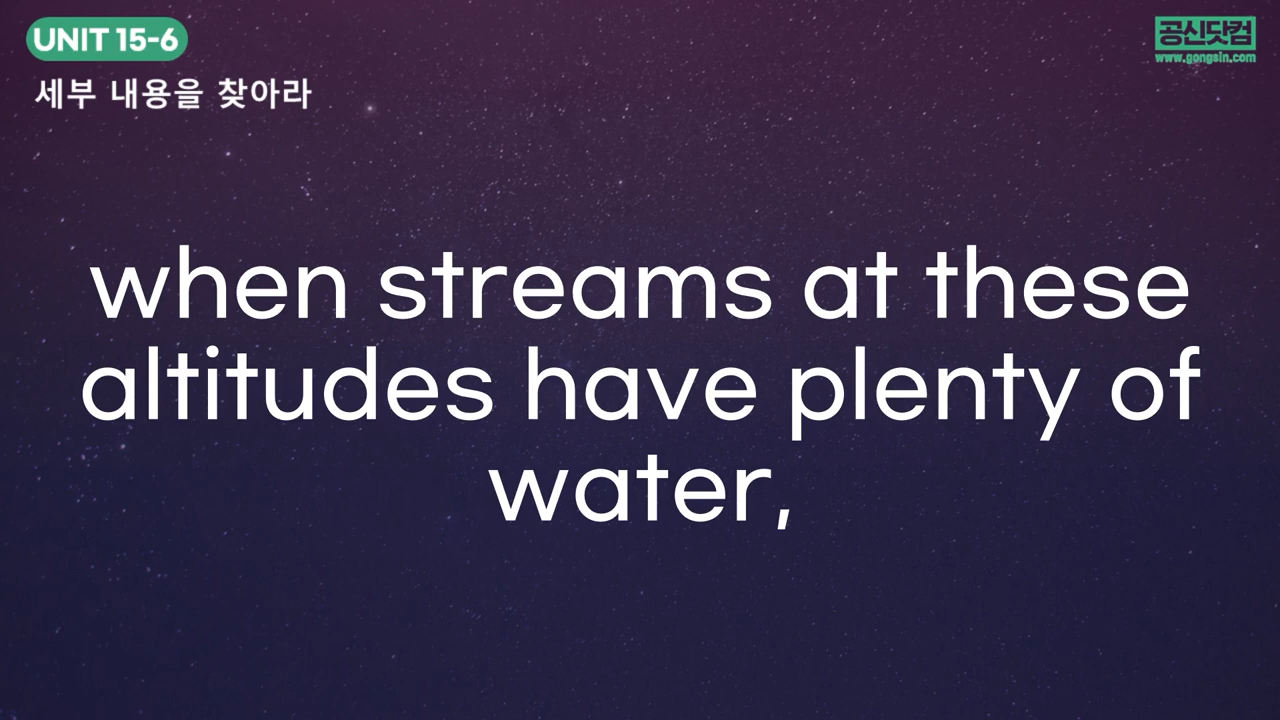 UNIT 15-6
공신닷컴
www.gongsin.com
세부 내용을 찾아라
when streams at these
altitudes have plenty of
water,